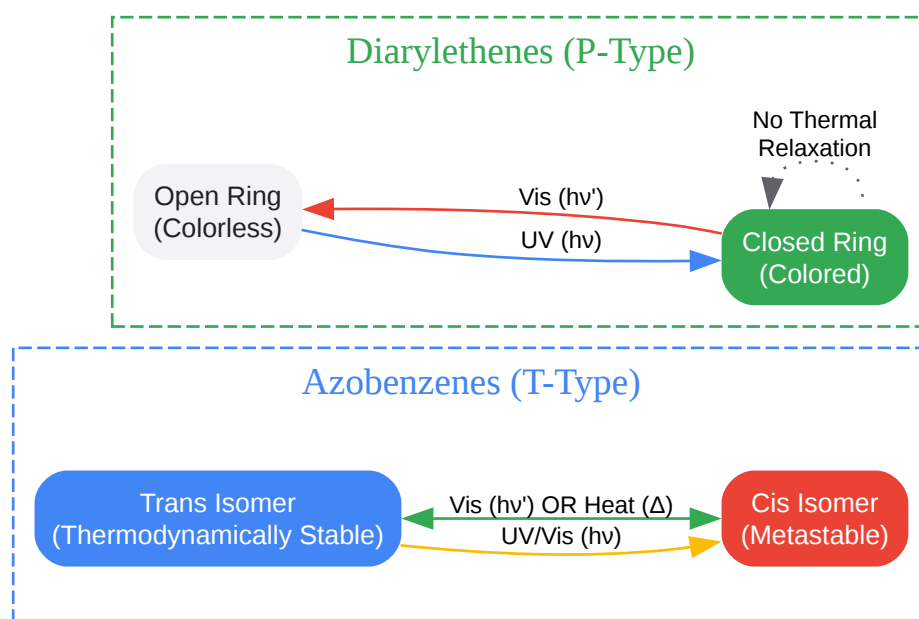 Diarylethenes (P-Type)
No Thermal
Relaxation
Open Ring
(Colorless)
Vis (hν')
UV (hν)
Closed Ring
(Colored)
Azobenzenes (T-Type)
Trans Isomer
(Thermodynamically Stable)
Vis (hν') OR Heat (Δ)
UV/Vis (hν)
Cis Isomer
(Metastable)